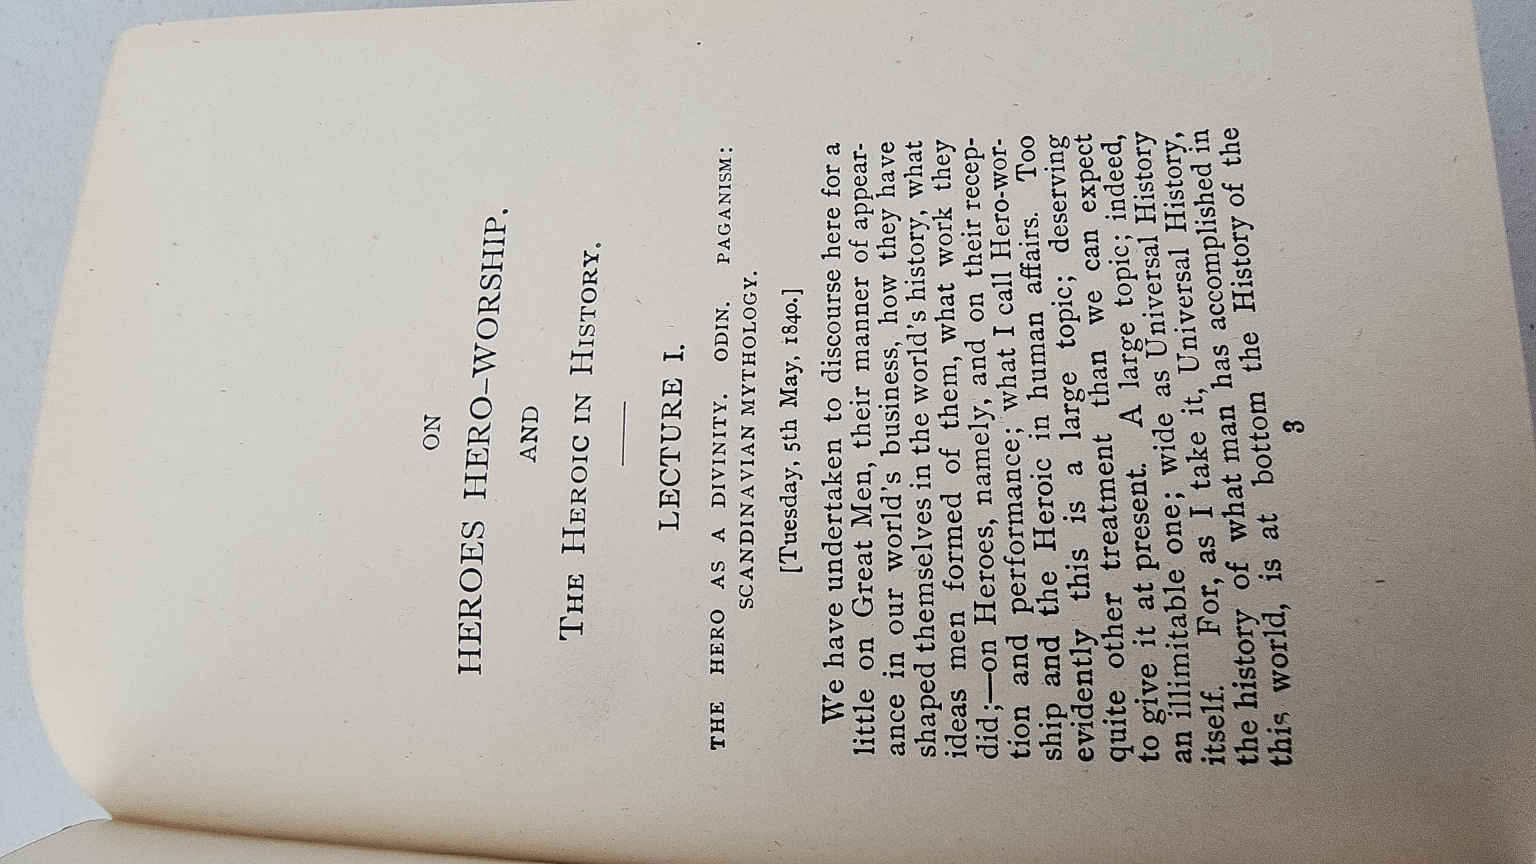 ON
HEROES HERO-WORSHIP.
AND
THE HEROIC IN HISTORY.
LECTURE I.
THE HERO AS A DIVINITY. ODIN. PAGANISM:
SCANDINAVIAN MYTHOLOGY.
[Tuesday, 5th May, 1840.]
We have undertaken to discourse here for a
little on Great Men, their manner of appear-
ance in our world's business, how they have
shaped themselves in the world's history, what
ideas men formed of them, what work they
did;—on Heroes, namely, and on their recep-
tion and performance; what I call Hero-wor-
ship and the Heroic in human affairs. Too
evidently this is a large topic; deserving
quite other treatment than we can expect
to give it at present. A large topic; indeed,
an illimitable one; wide as Universal History
itself. For, as I take it, Universal History,
the history of what man has accomplished in
this world, is at bottom the History of the
3